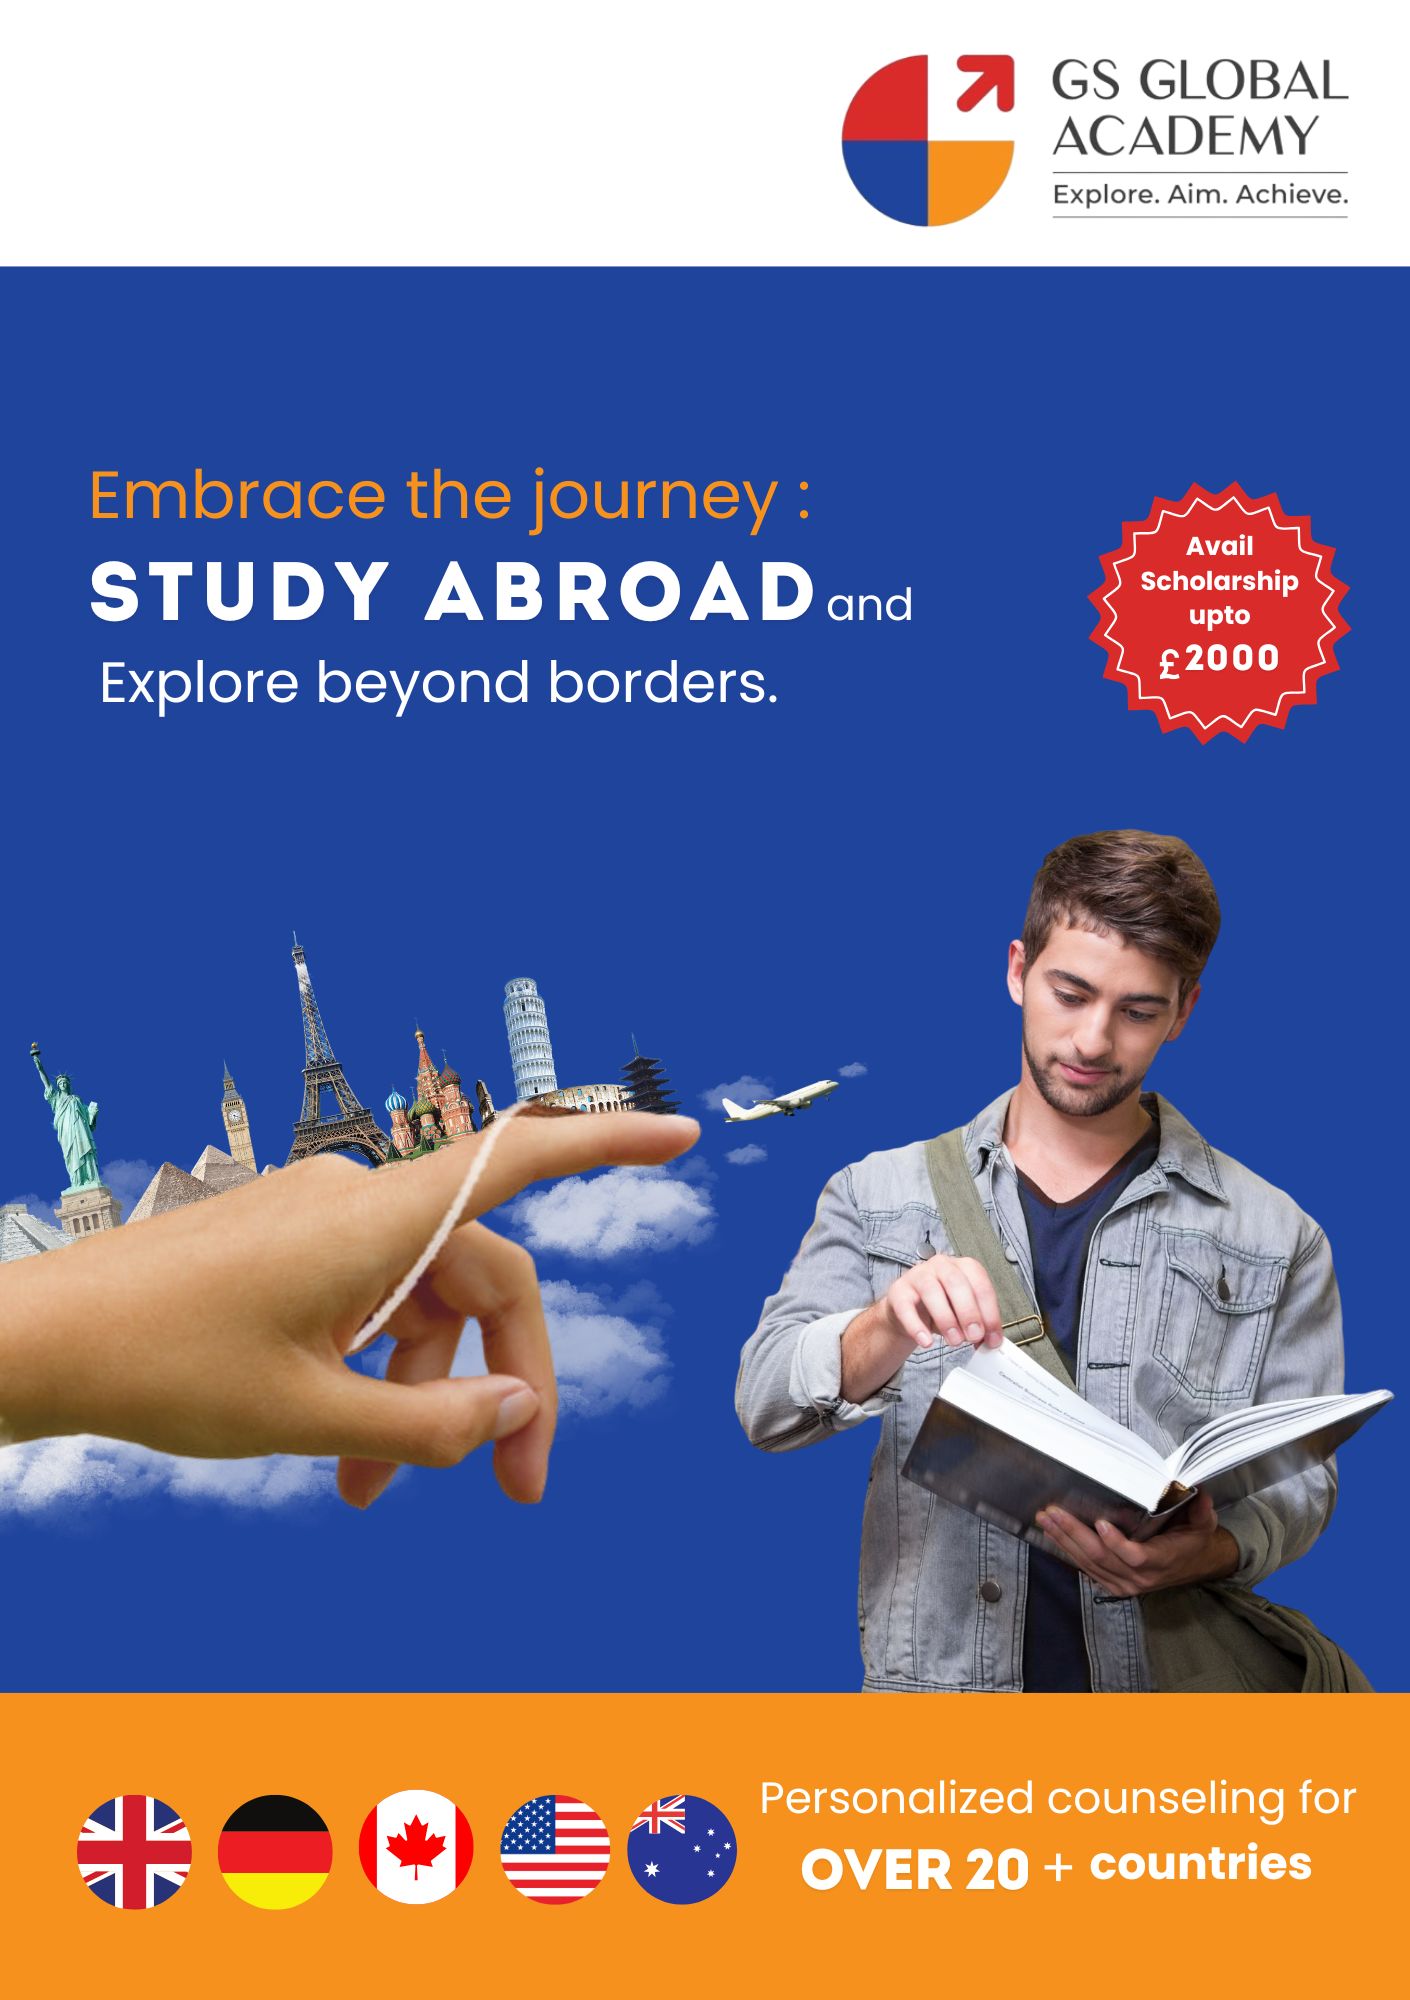 GS GLOBAL
ACADEMY
Explore. Aim. Achieve.
Embrace the journey :
STUDY ABROAD and
Explore beyond borders.
Avail
Scholarship
upto
£2000
Personalized counseling for
OVER 20 + countries